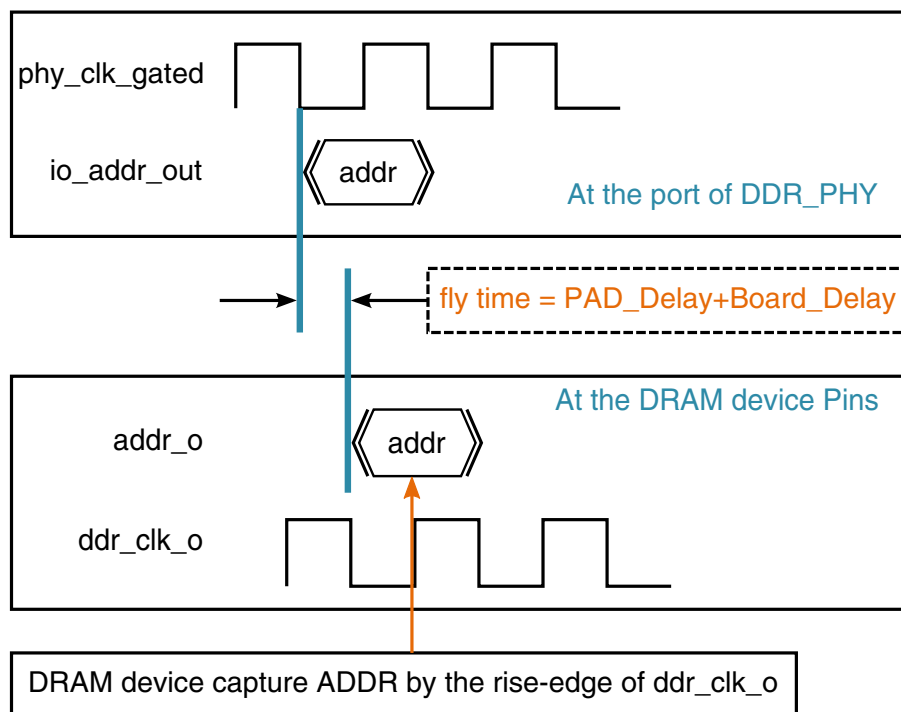 phy_clk_gated
io_addr_out
addr
At the port of DDR_PHY
fly time = PAD_Delay+Board_Delay
At the DRAM device Pins
addr_o
addr
ddr_clk_o
DRAM device capture ADDR by the rise-edge of ddr_clk_o